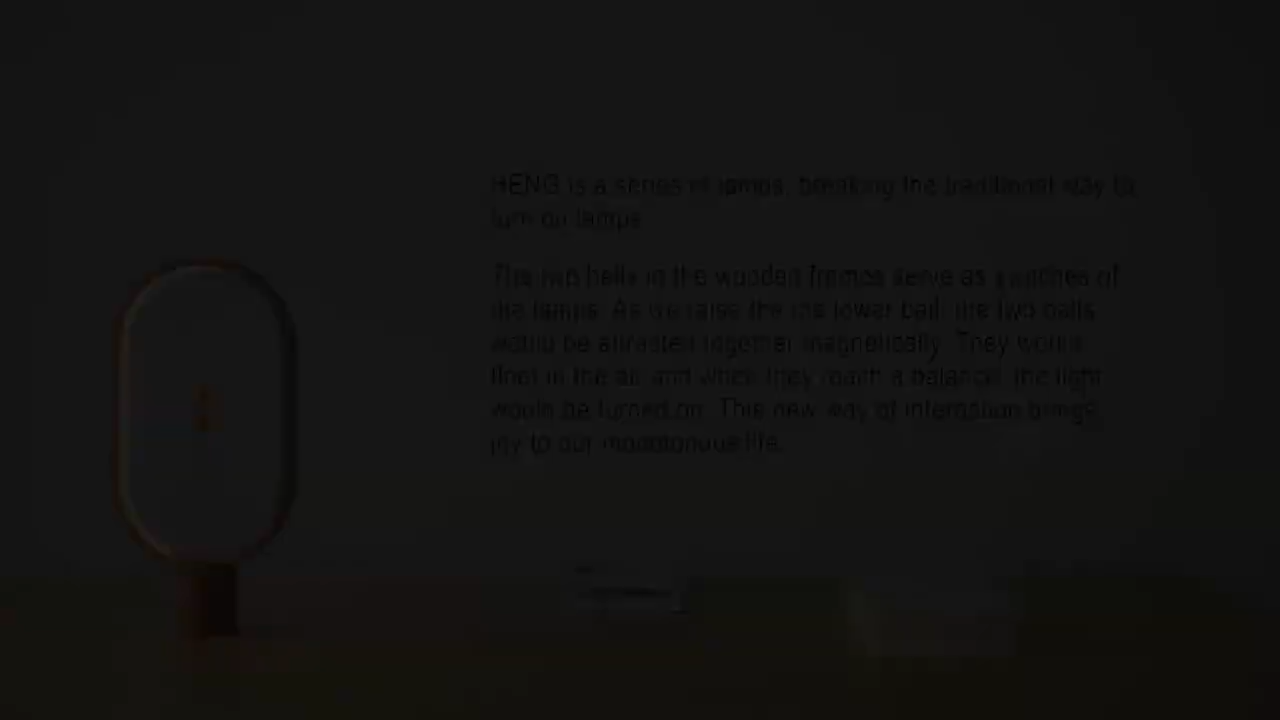 HENG is a series of lamps, breaking the traditional way to
turn on lamps.
The two balls in the wooden frames serve as switches of
the lamps. As we raise the the lower ball, the two balls
would be attracted together magnetically. They would
float in the air, and when they reach a balance, the light
would be turned on. This new way of interaction brings
joy to our monotonous life.